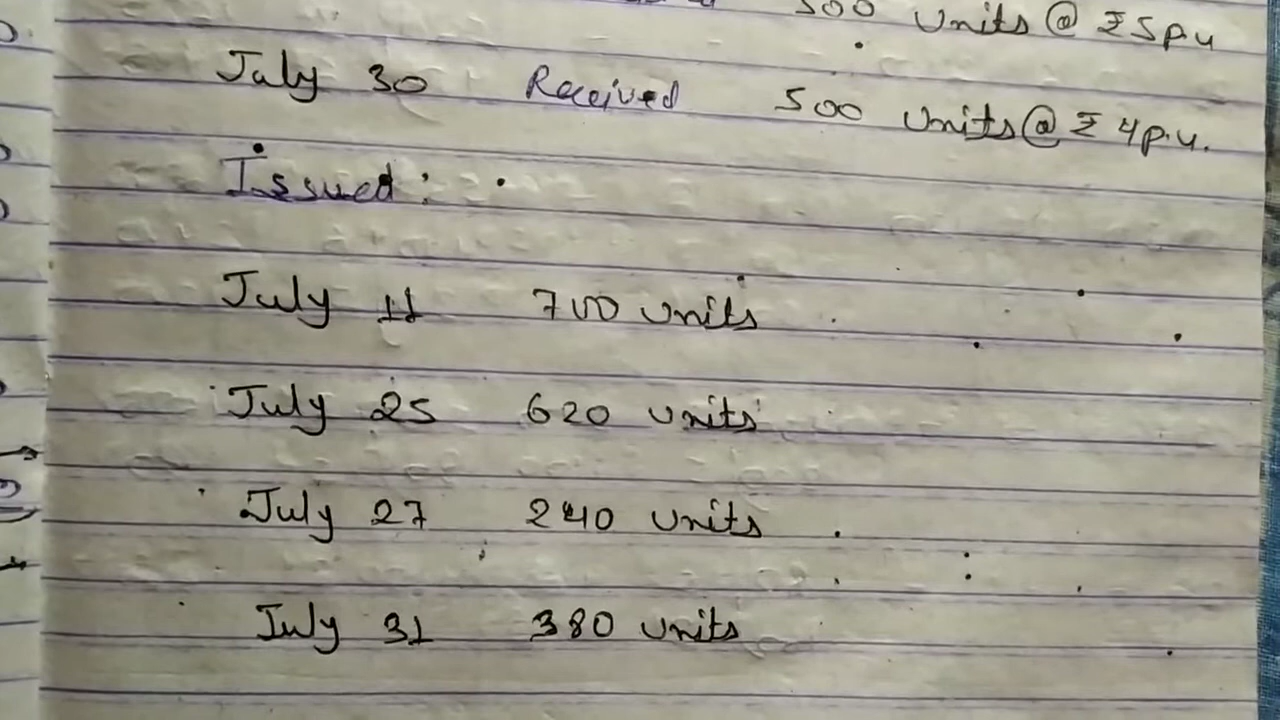 500 Units @ ₹5p.u
July 30 Received 500 Units @ ₹ 4p.u.
Issued :
July 11 700 Units
July 25 620 Units
July 27 240 Units
July 31 380 Units